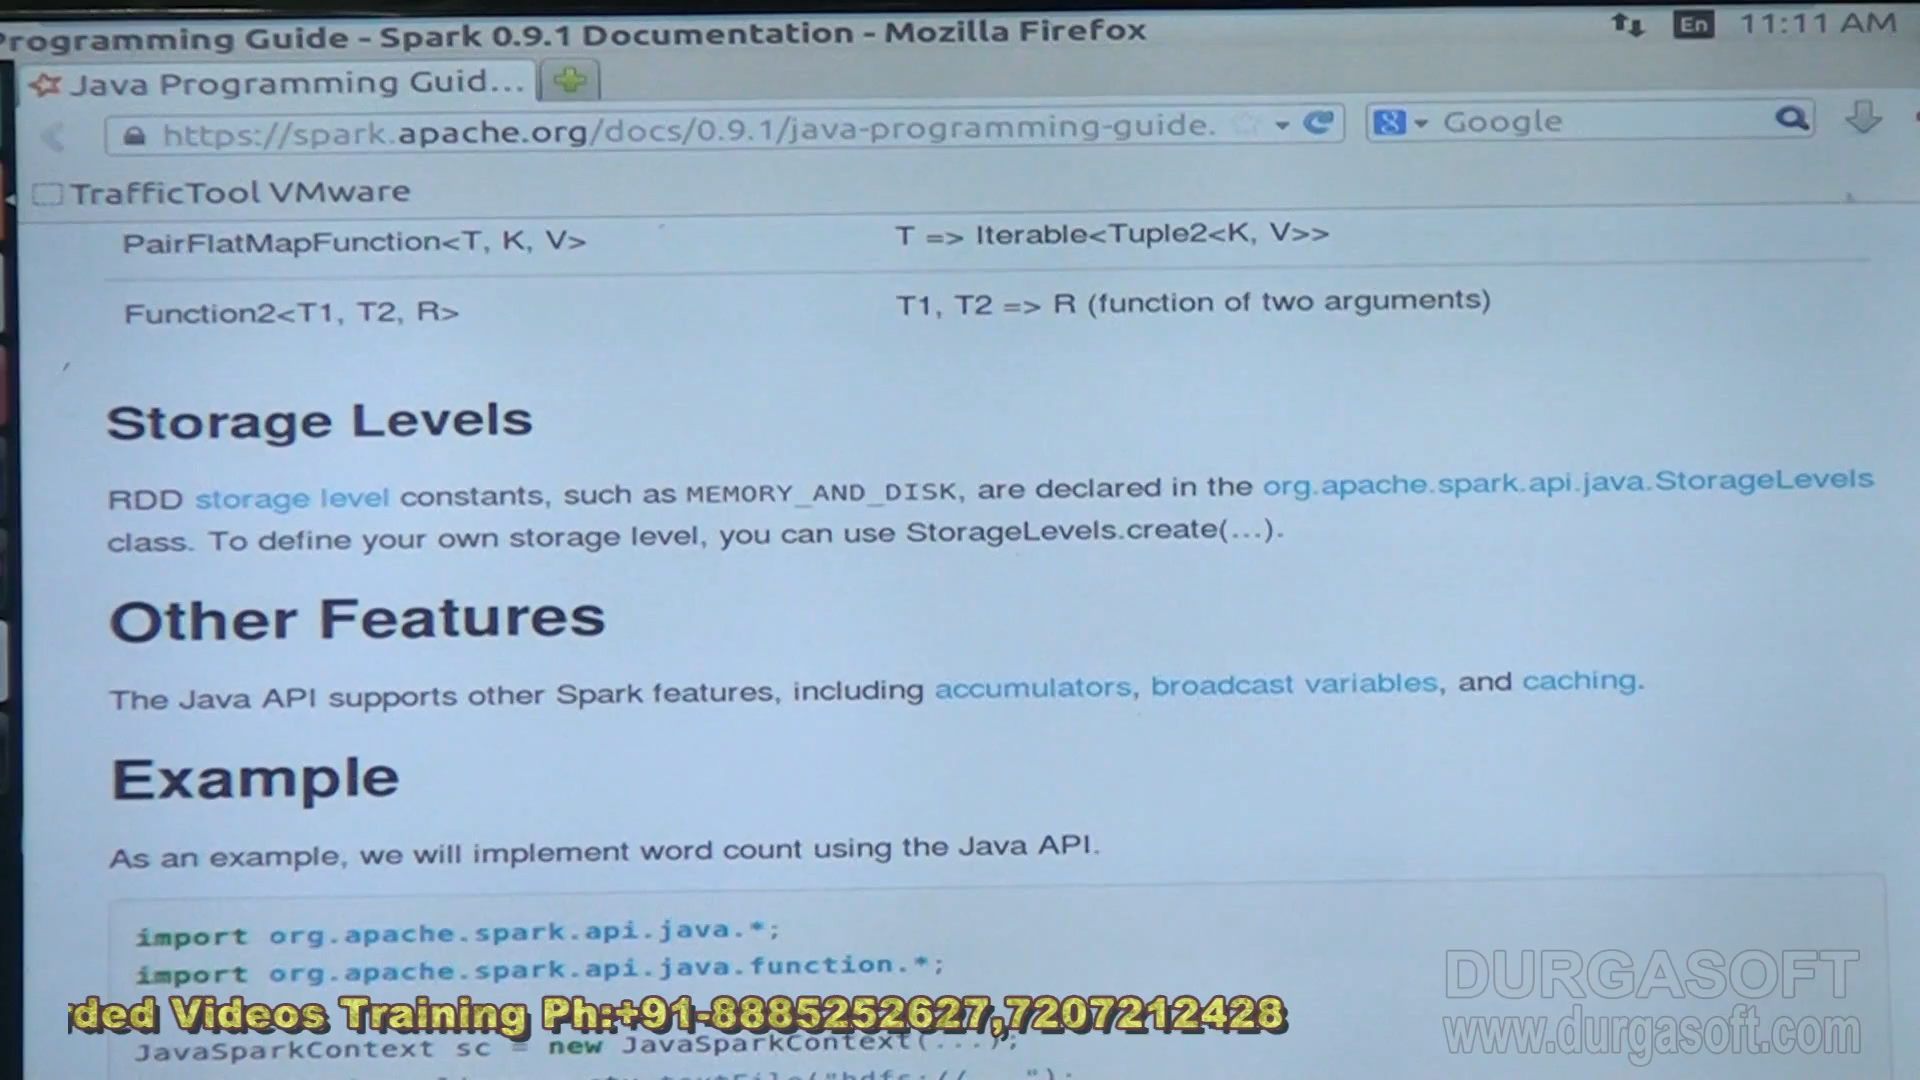 Programming Guide - Spark 0.9.1 Documentation - Mozilla Firefox
En 11:11 AM
Java Programming Guid...
https://spark.apache.org/docs/0.9.1/java-programming-guide.
Google
TrafficTool VMware
PairFlatMapFunction<T, K, V> T => Iterable<Tuple2<K, V>>
Function2<T1, T2, R> T1, T2 => R (function of two arguments)
Storage Levels
RDD storage level constants, such as MEMORY_AND_DISK, are declared in the org.apache.spark.api.java.StorageLevels
class. To define your own storage level, you can use StorageLevels.create(...).
Other Features
The Java API supports other Spark features, including accumulators, broadcast variables, and caching.
Example
As an example, we will implement word count using the Java API.
import org.apache.spark.api.java.*;
import org.apache.spark.api.java.function.*;
ded Videos Training Ph:+91-8885252627,7207212428
JavaSparkContext sc = new JavaSparkContext(...);
DURGASOFT
www.durgasoft.com